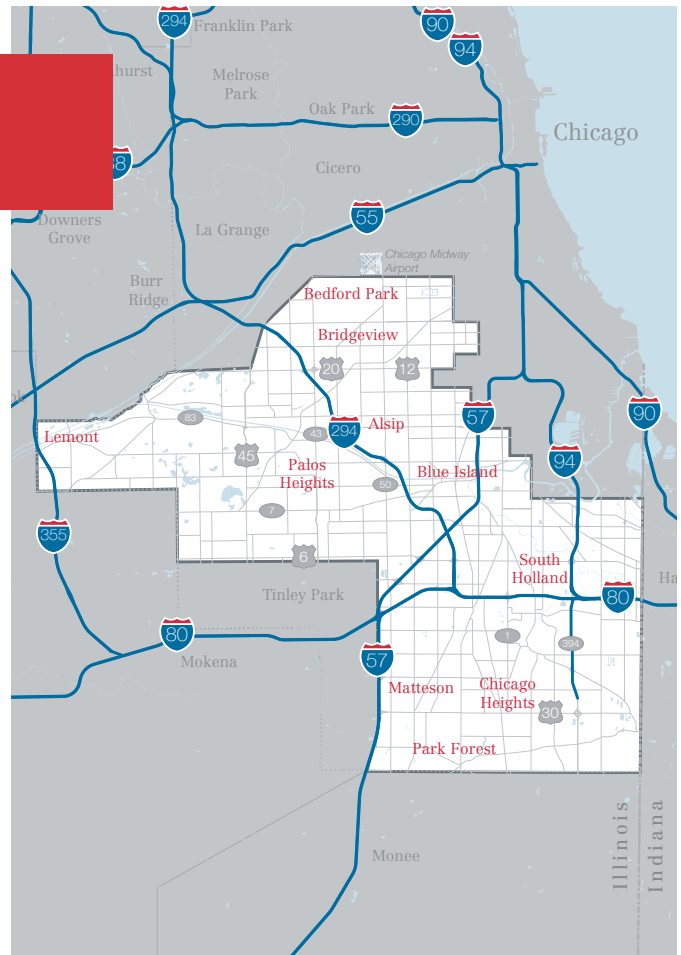 294
Franklin Park
90
94
hurst
Melrose
Park
Oak Park
290
Chicago
Cicero
55
Downers
Grove
La Grange
Chicago Midway
Airport
Burr
Ridge
Bedford Park
Bridgeview
20
12
83
43
294
Alsip
57
90
Lemont
45
Palos
Heights
Blue Island
94
50
7
355
6
South
Holland
Tinley Park
80
80
Mokena
1
394
57
Matteson
Chicago
Heights
30
Park Forest
Monee
Illinois
Indiana